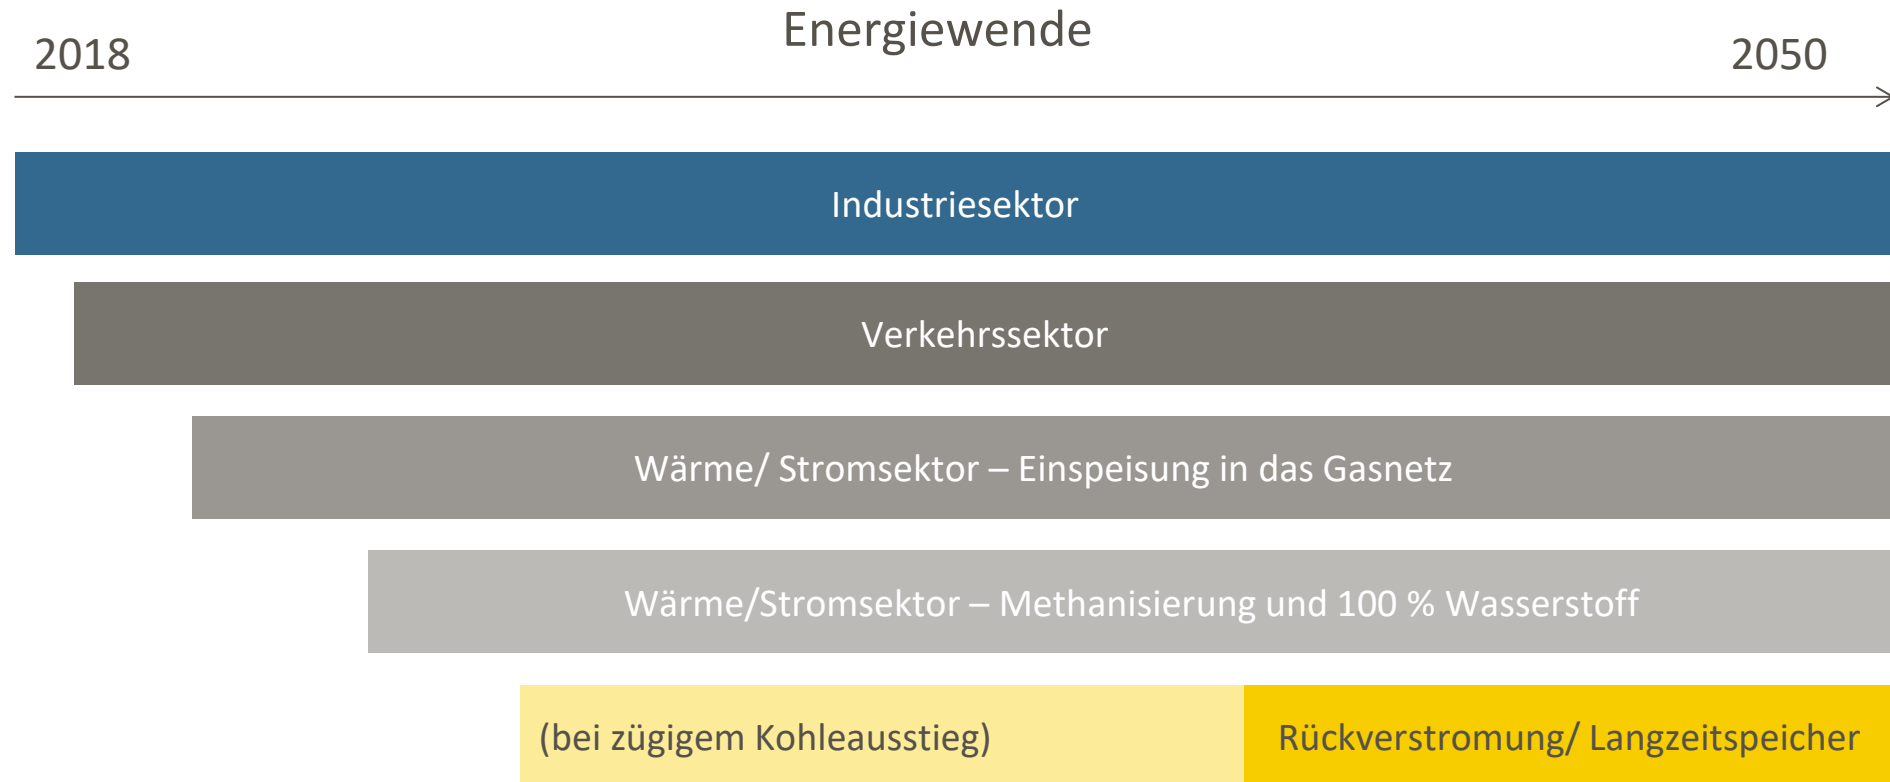 Energiewende
2018
2050
Industriesektor
Verkehrssektor
Wärme/ Stromsektor – Einspeisung in das Gasnetz
Wärme/Stromsektor – Methanisierung und 100 % Wasserstoff
(bei zügigem Kohleausstieg)
Rückverstromung/ Langzeitspeicher